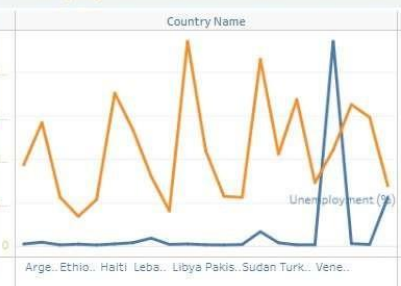 Country Name
Unemployment (%)
0
Arge.. Ethio.. Haiti Leba.. Libya Pakis.. Sudan Turk.. Vene..